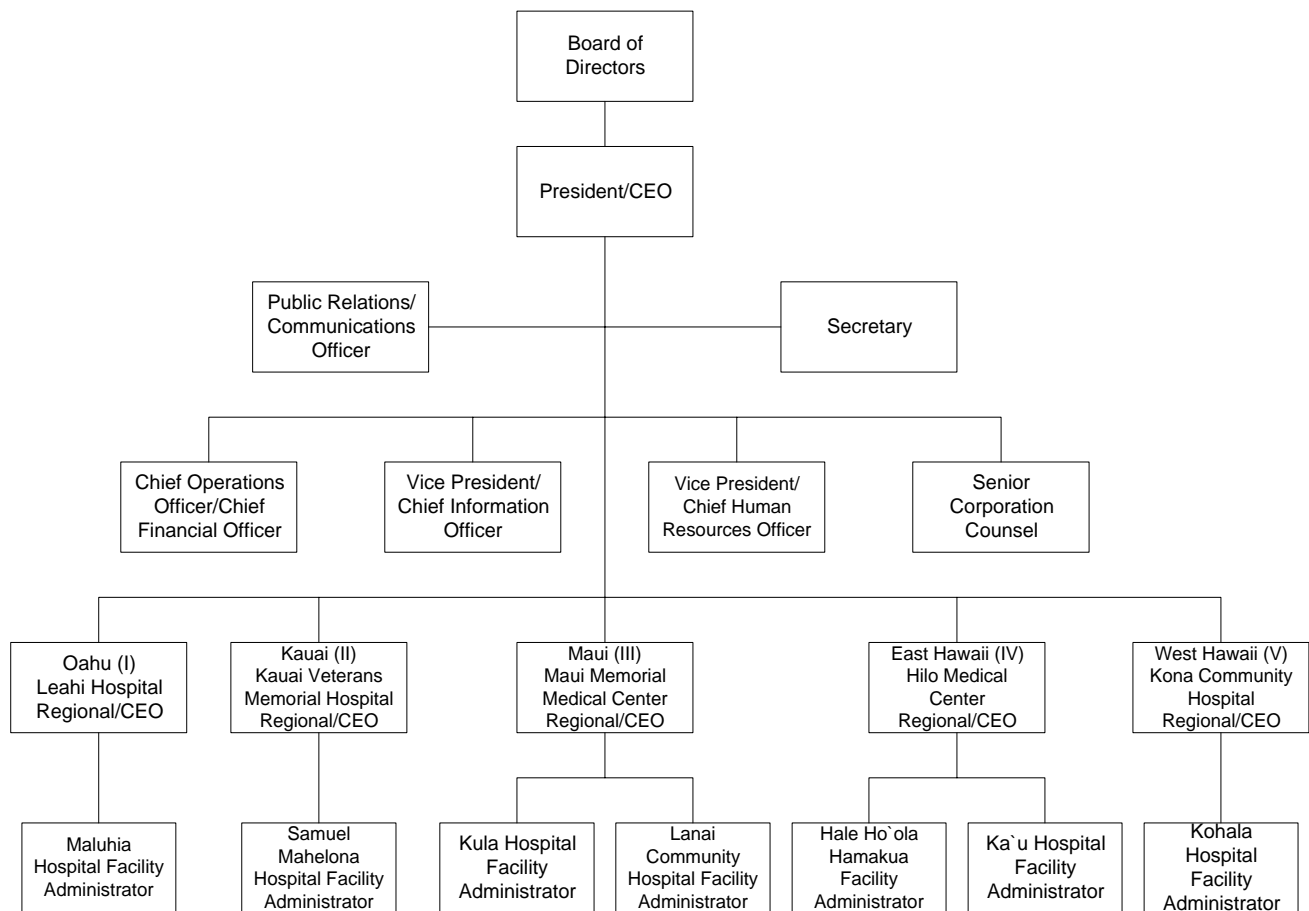 Board of
Directors
President/CEO
Public Relations/
Communications
Officer
Secretary
Chief Operations
Officer/Chief
Financial Officer
Vice President/
Chief Information
Officer
Vice President/
Chief Human
Resources Officer
Senior
Corporation
Counsel
Oahu (I)
Leahi Hospital
Regional/CEO
Kauai (II)
Kauai Veterans
Memorial Hospital
Regional/CEO
Maui (III)
Maui Memorial
Medical Center
Regional/CEO
East Hawaii (IV)
Hilo Medical
Center
Regional/CEO
West Hawaii (V)
Kona Community
Hospital
Regional/CEO
Maluhia
Hospital Facility
Administrator
Samuel
Mahelona
Hospital Facility
Administrator
Kula Hospital
Facility
Administrator
Lanai
Community
Hospital Facility
Administrator
Hale Ho`ola
Hamakua
Facility
Administrator
Ka`u Hospital
Facility
Administrator
Kohala
Hospital
Facility
Administrator